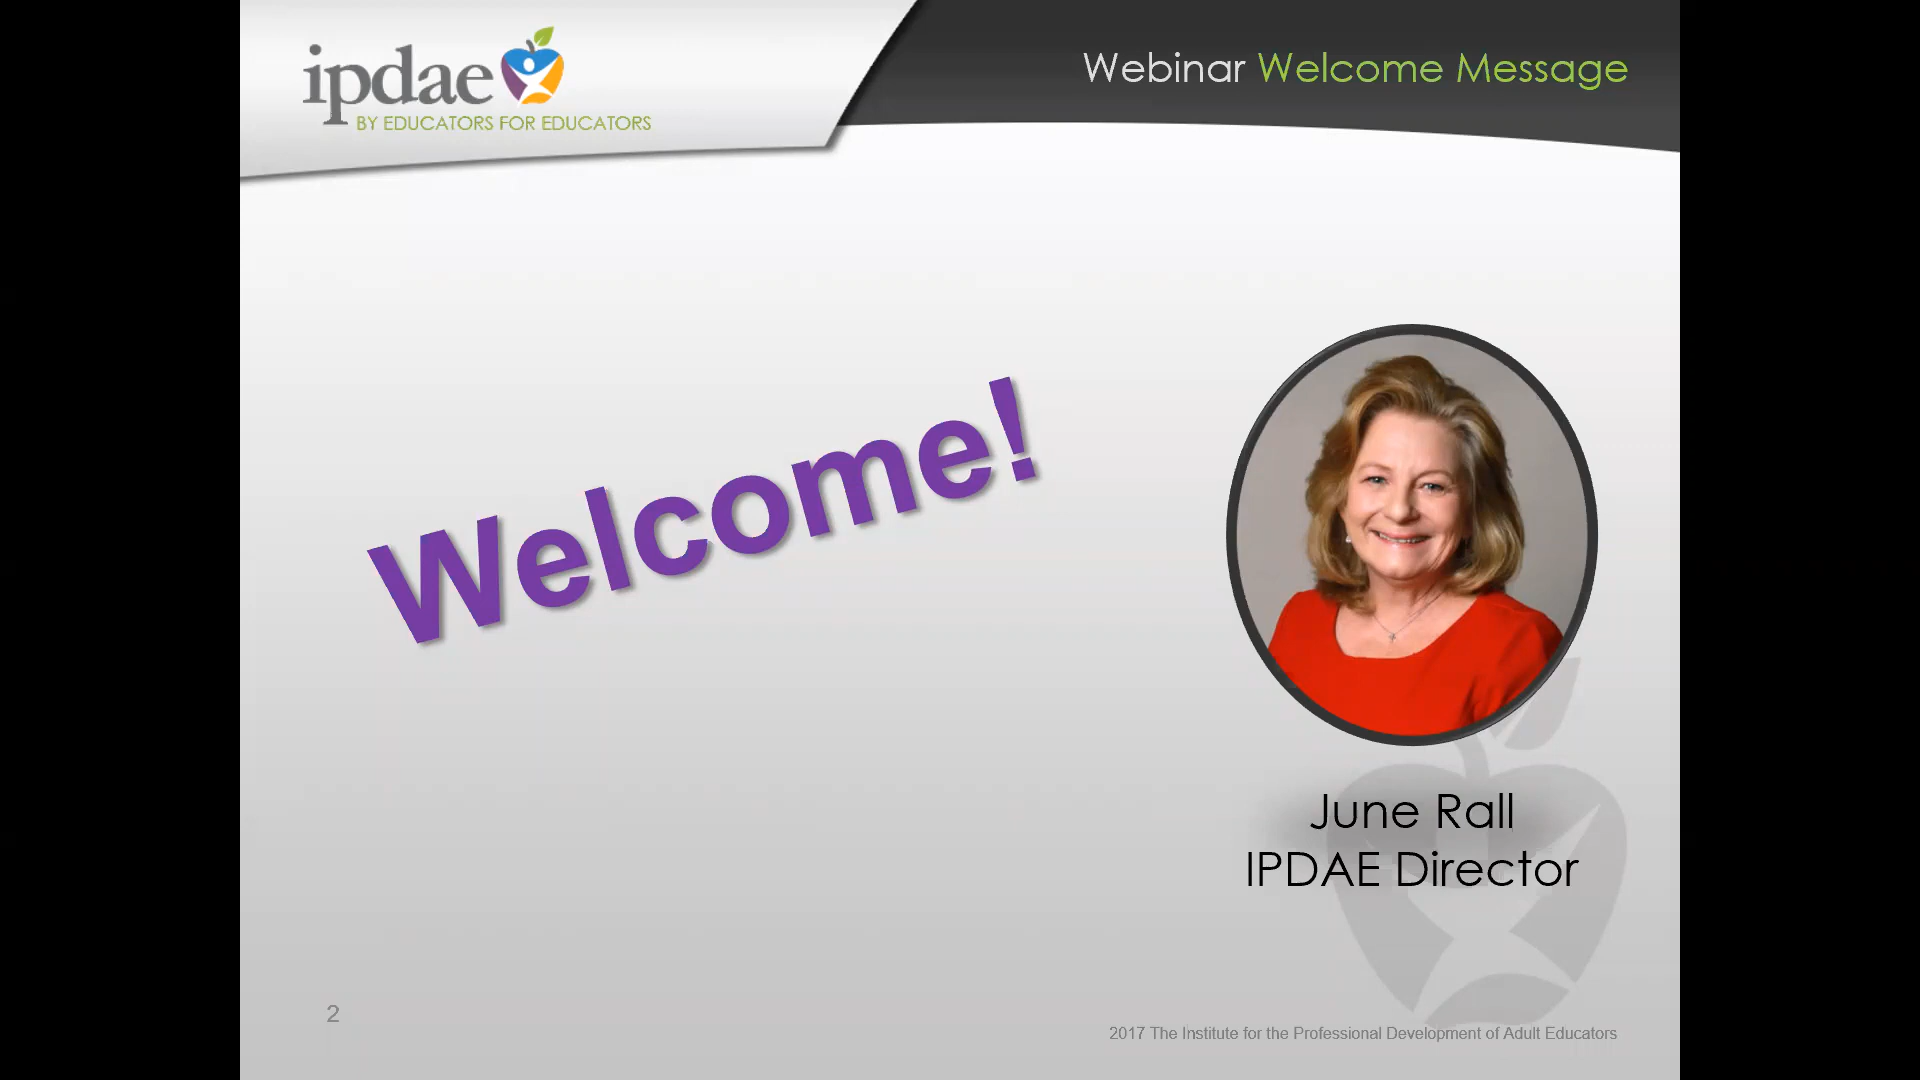 ipdae
BY EDUCATORS FOR EDUCATORS
Webinar Welcome Message
Welcome!
June Rall
IPDAE Director
2
2017 The Institute for the Professional Development of Adult Educators